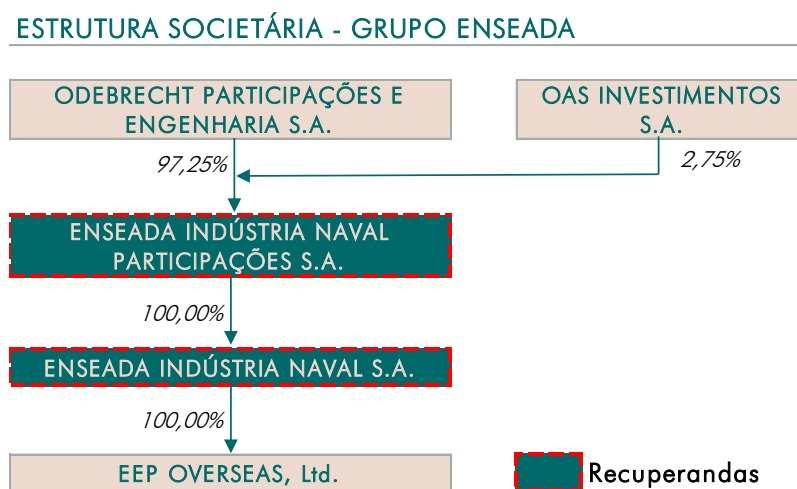 ESTRUTURA SOCIETÁRIA - GRUPO ENSEADA
ODEBRECHT PARTICIPAÇÕES E
ENGENHARIA S.A.
OAS INVESTIMENTOS
S.A.
97,25%
2,75%
ENSEADA INDÚSTRIA NAVAL
PARTICIPAÇÕES S.A.
100,00%
ENSEADA INDÚSTRIA NAVAL S.A.
100,00%
EEP OVERSEAS, Ltd.
Recuperandas